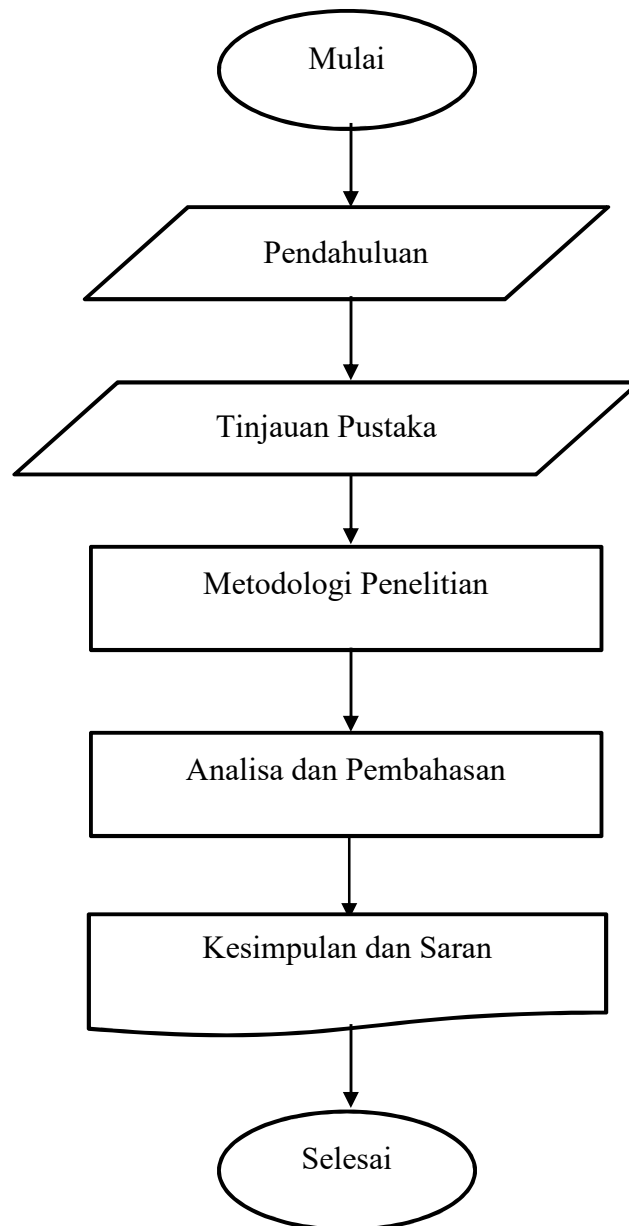 Mulai
Pendahuluan
Tinjauan Pustaka
Metodologi Penelitian
Analisa dan Pembahasan
Kesimpulan dan Saran
Selesai